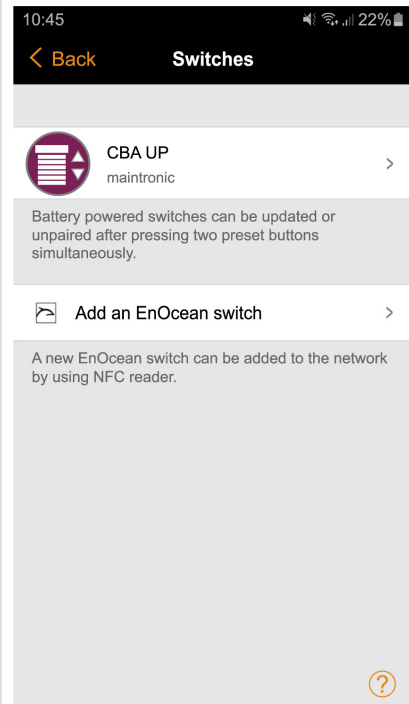 10:45 22%
Back Switches
CBA UP
maintronic
Battery powered switches can be updated or
unpaired after pressing two preset buttons
simultaneously.
Add an EnOcean switch
A new EnOcean switch can be added to the network
by using NFC reader.
?